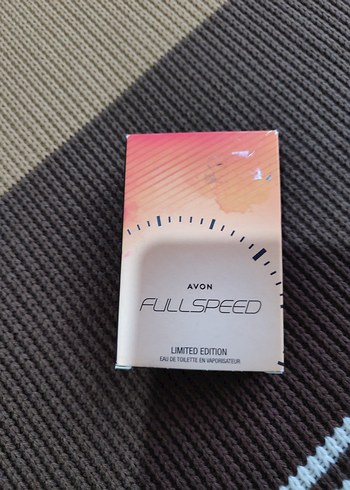 AVON
FULLSPEED
LIMITED EDITION
EAU DE TOILETTE EN VAPORISATEUR